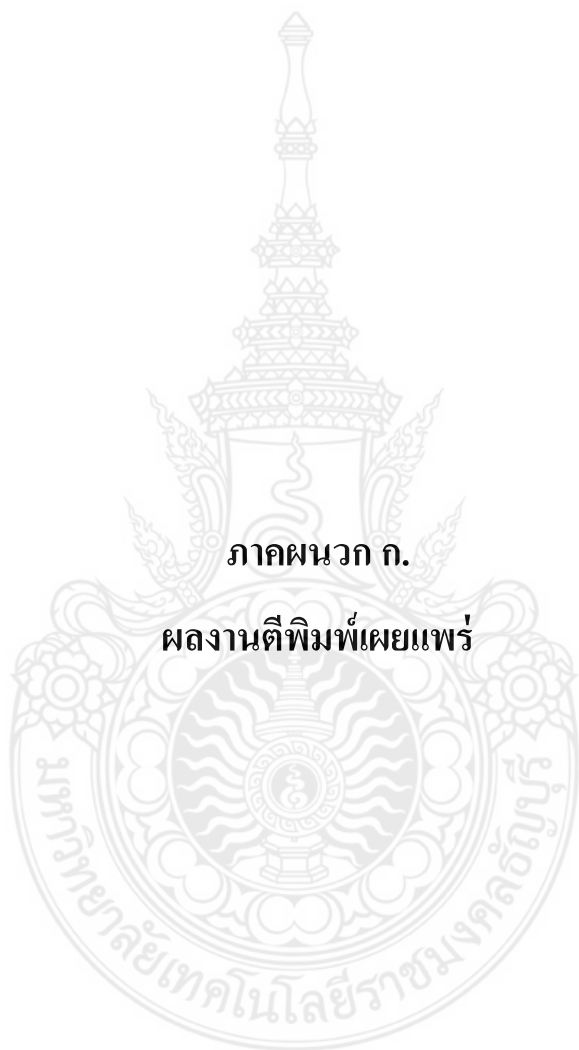 ภาคผนวก ก.
ผลงานตีพิมพ์เผยแพร่
มหาวิทยาลัยเทคโนโลยีราชมงคลธัญบุรี